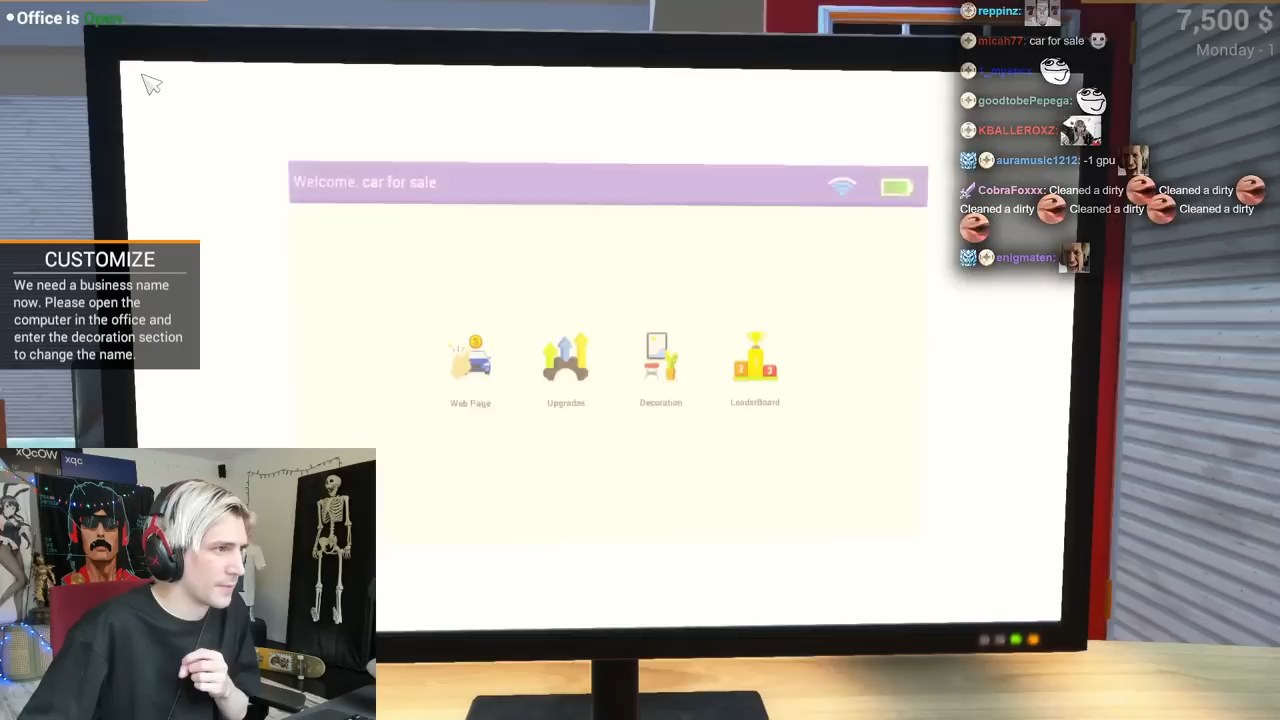 Office is Open
7,500 $
Monday - 1
reppinz:
micah77: car for sale
goodtobePepega:
KBALLEROXZ:
auramusic1212: -1 gpu
CobraFoxxx: Cleaned a dirty Cleaned a dirty
Cleaned a dirty Cleaned a dirty Cleaned a dirty
enigmaten:
Welcome, car for sale
CUSTOMIZE
We need a business name
now. Please open the
computer in the office and
enter the decoration section
to change the name.
Web Page
Upgrades
Decoration
LeaderBoard
xQcOW
xqc